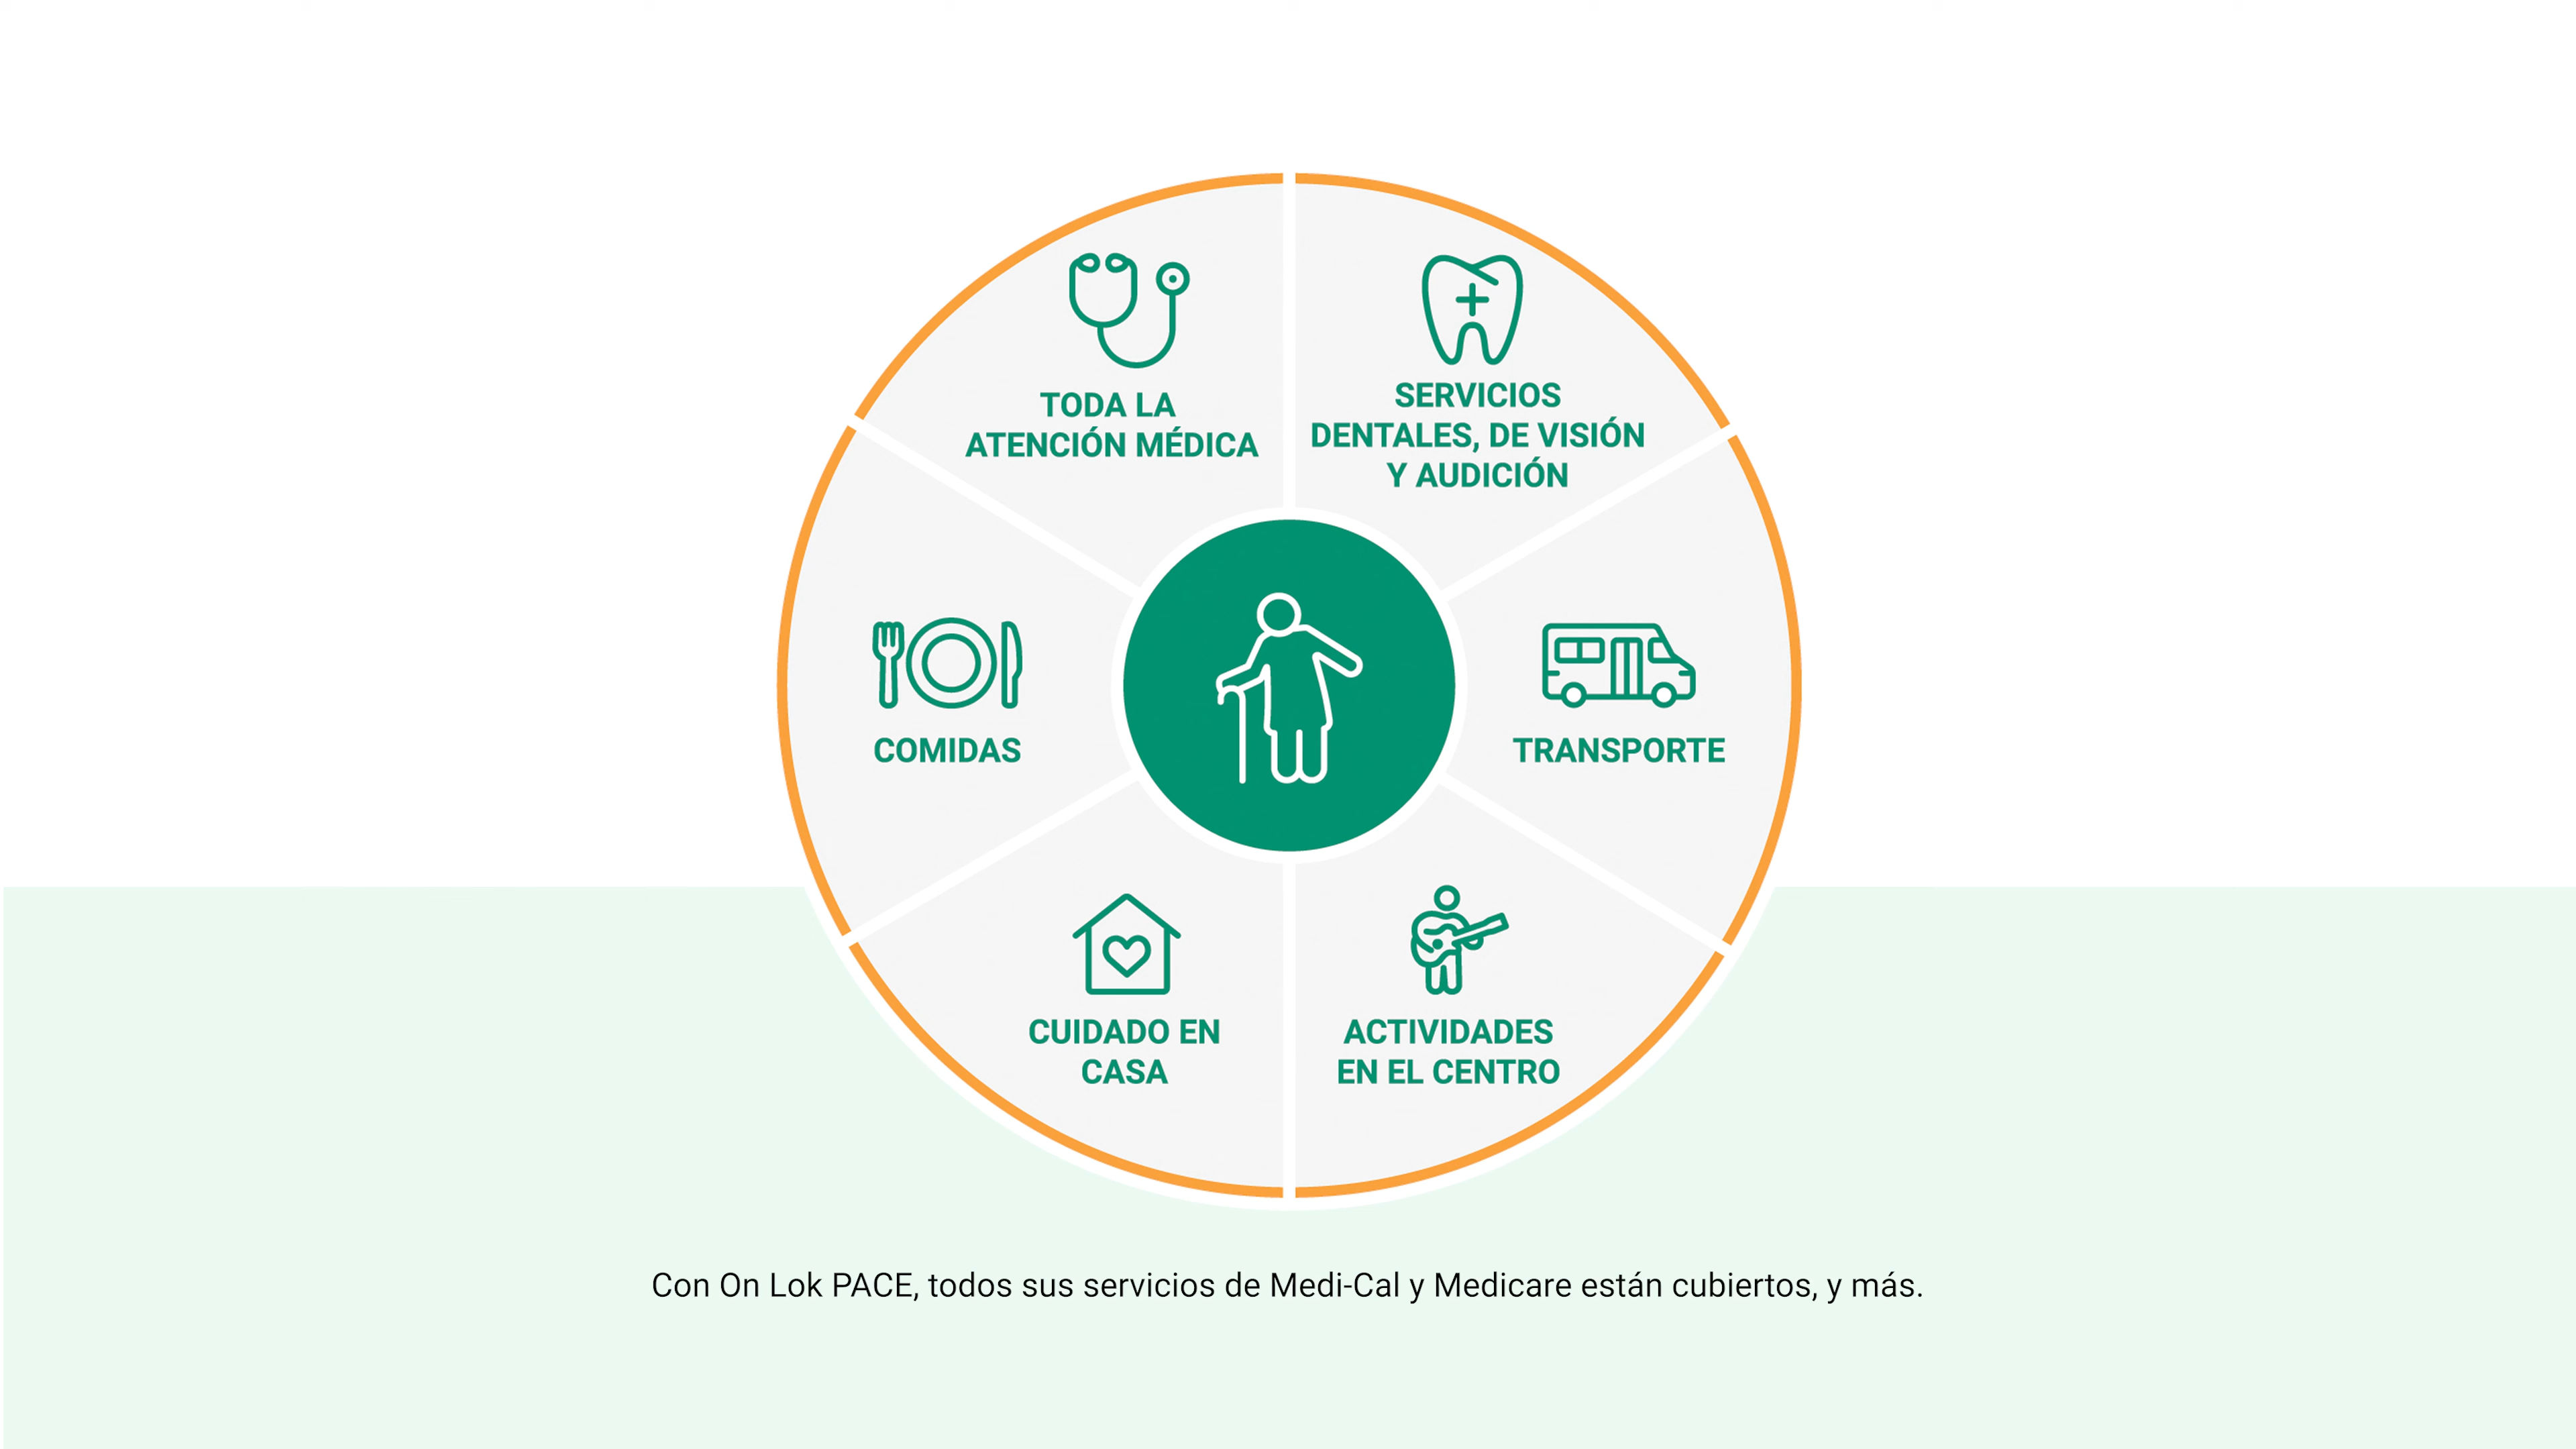 TODA LA
ATENCIÓN MÉDICA
SERVICIOS
DENTALES, DE VISIÓN
Y AUDICIÓN
COMIDAS
TRANSPORTE
CUIDADO EN
CASA
ACTIVIDADES
EN EL CENTRO
Con On Lok PACE, todos sus servicios de Medi-Cal y Medicare están cubiertos, y más.